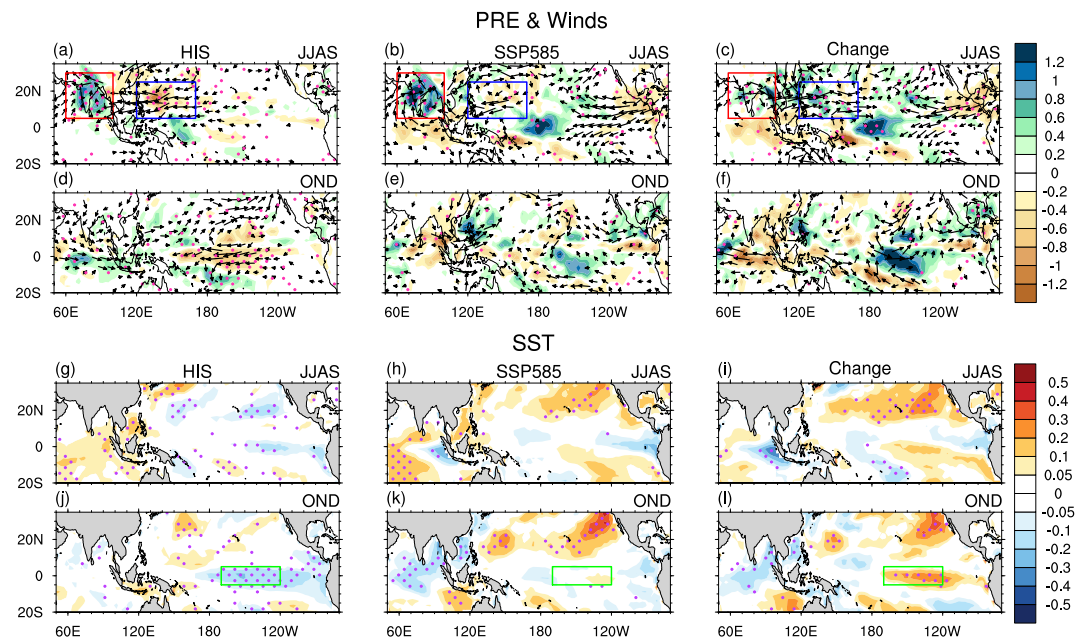 PRE & Winds
(a) HIS JJAS
(b) SSP585 JJAS
(c) Change JJAS
20N
0
20S
(d) OND
(e) OND
(f) OND
20N
0
20S
60E 120E 180 120W
60E 120E 180 120W
60E 120E 180 120W
1.2
1
0.8
0.6
0.4
0.2
0
-0.2
-0.4
-0.6
-0.8
-1
-1.2
SST
(g) HIS JJAS
(h) SSP585 JJAS
(i) Change JJAS
20N
0
20S
(j) OND
(k) OND
(l) OND
20N
0
20S
60E 120E 180 120W
60E 120E 180 120W
60E 120E 180 120W
0.5
0.4
0.3
0.2
0.1
0.05
0
-0.05
-0.1
-0.2
-0.3
-0.4
-0.5